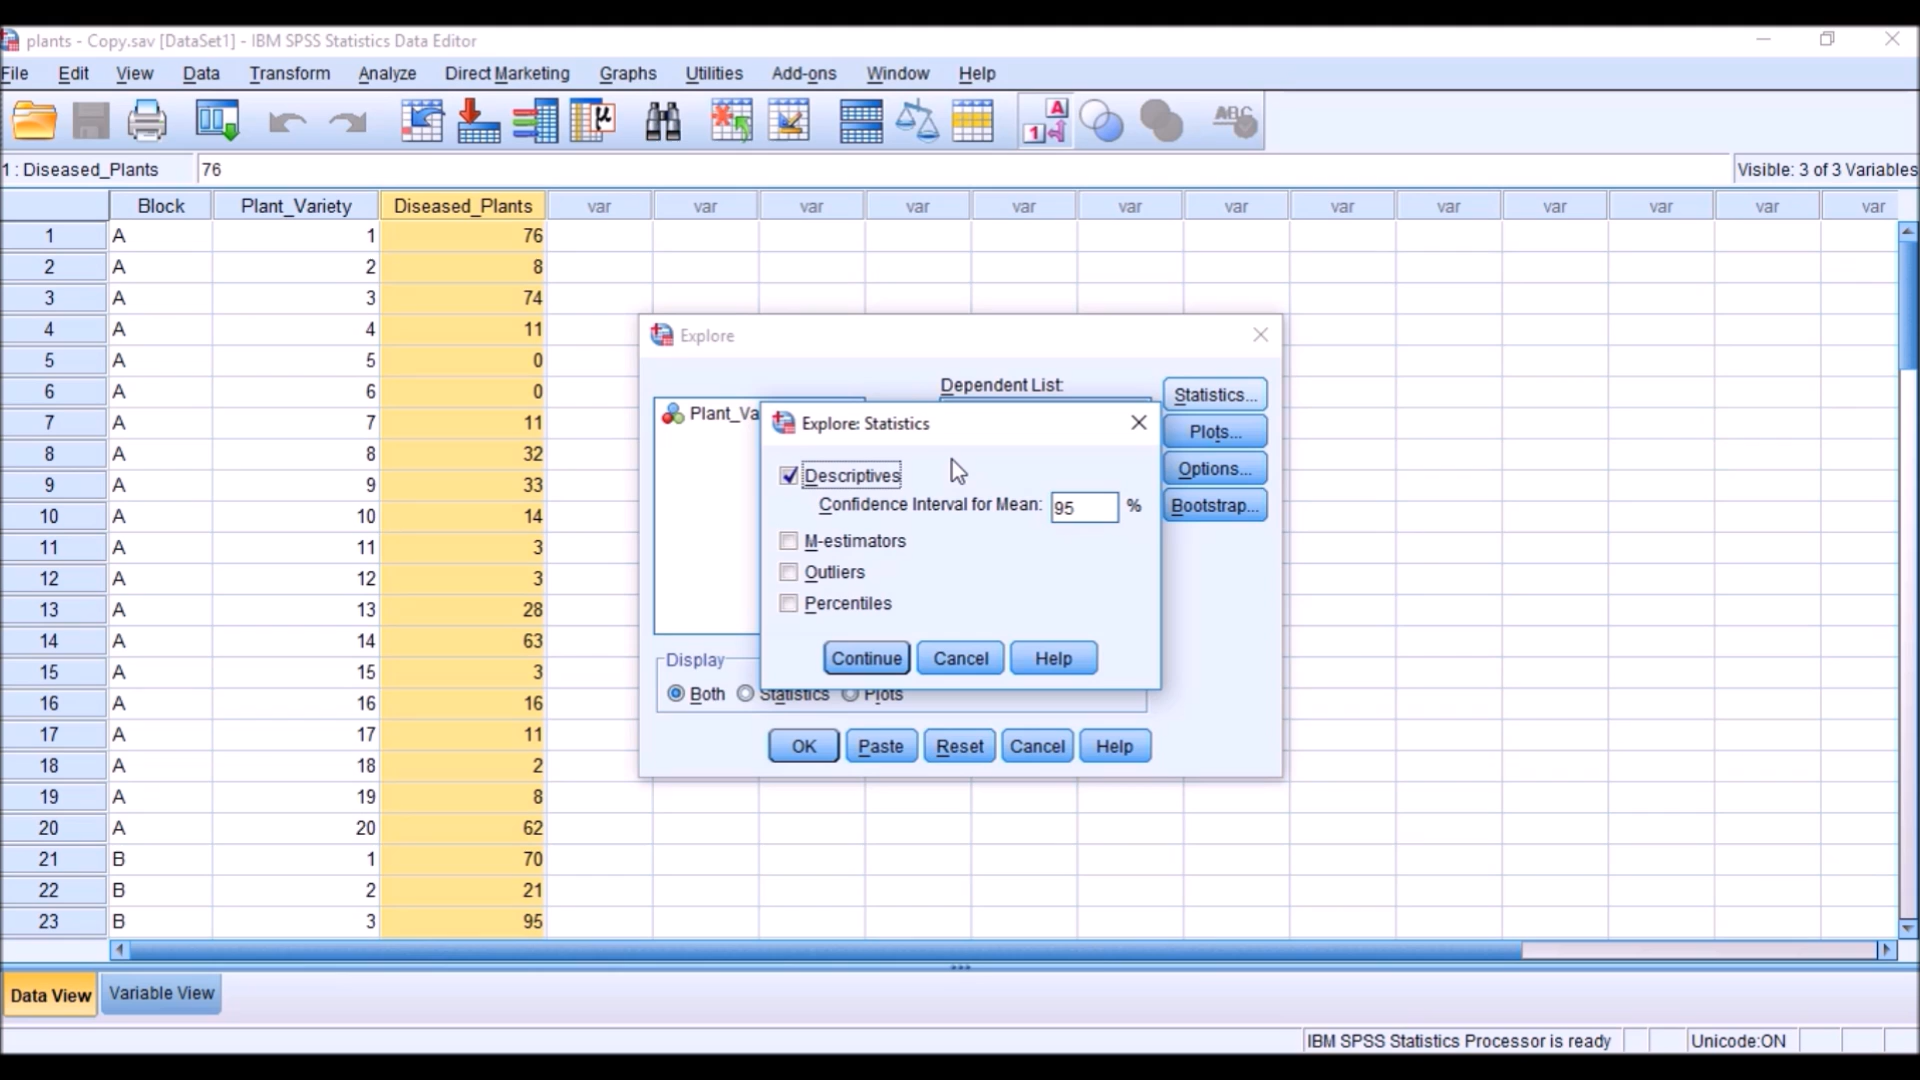 plants - Copy.sav [DataSet1] - IBM SPSS Statistics Data Editor
File Edit View Data Transform Analyze Direct Marketing Graphs Utilities Add-ons Window Help
1 : Diseased_Plants 76 Visible: 3 of 3 Variables
Block Plant_Variety Diseased_Plants var var var var var var var var var var var var var
1 A 1 76
2 A 2 8
3 A 3 74
4 A 4 11
5 A 5 0
6 A 6 0
7 A 7 11
8 A 8 32
9 A 9 33
10 A 10 14
11 A 11 3
12 A 12 3
13 A 13 28
14 A 14 63
15 A 15 3
16 A 16 16
17 A 17 11
18 A 18 2
19 A 19 8
20 A 20 62
21 B 1 70
22 B 2 21
23 B 3 95
Explore
Dependent List:
Plant_Va
Statistics...
Plots...
Options...
Bootstrap...
Explore: Statistics
Descriptives
Confidence Interval for Mean: 95 %
M-estimators
Outliers
Percentiles
Continue Cancel Help
Display
Both Statistics Plots
OK Paste Reset Cancel Help
Data View Variable View
IBM SPSS Statistics Processor is ready Unicode:ON